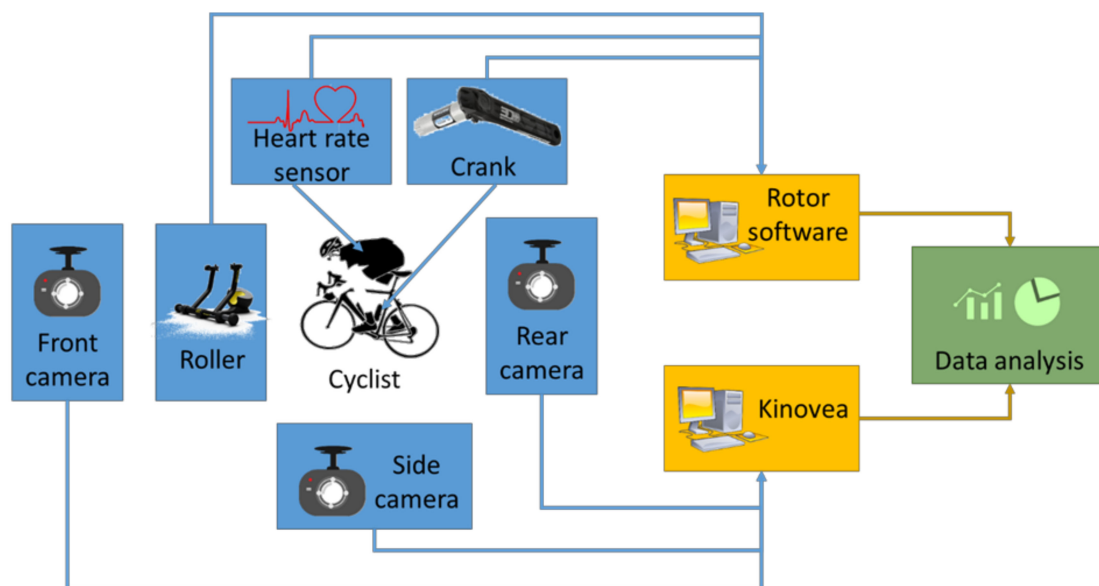 Heart rate
sensor
Crank
Rotor
software
Front
camera
Roller
Cyclist
Rear
camera
Data analysis
Kinovea
Side
camera